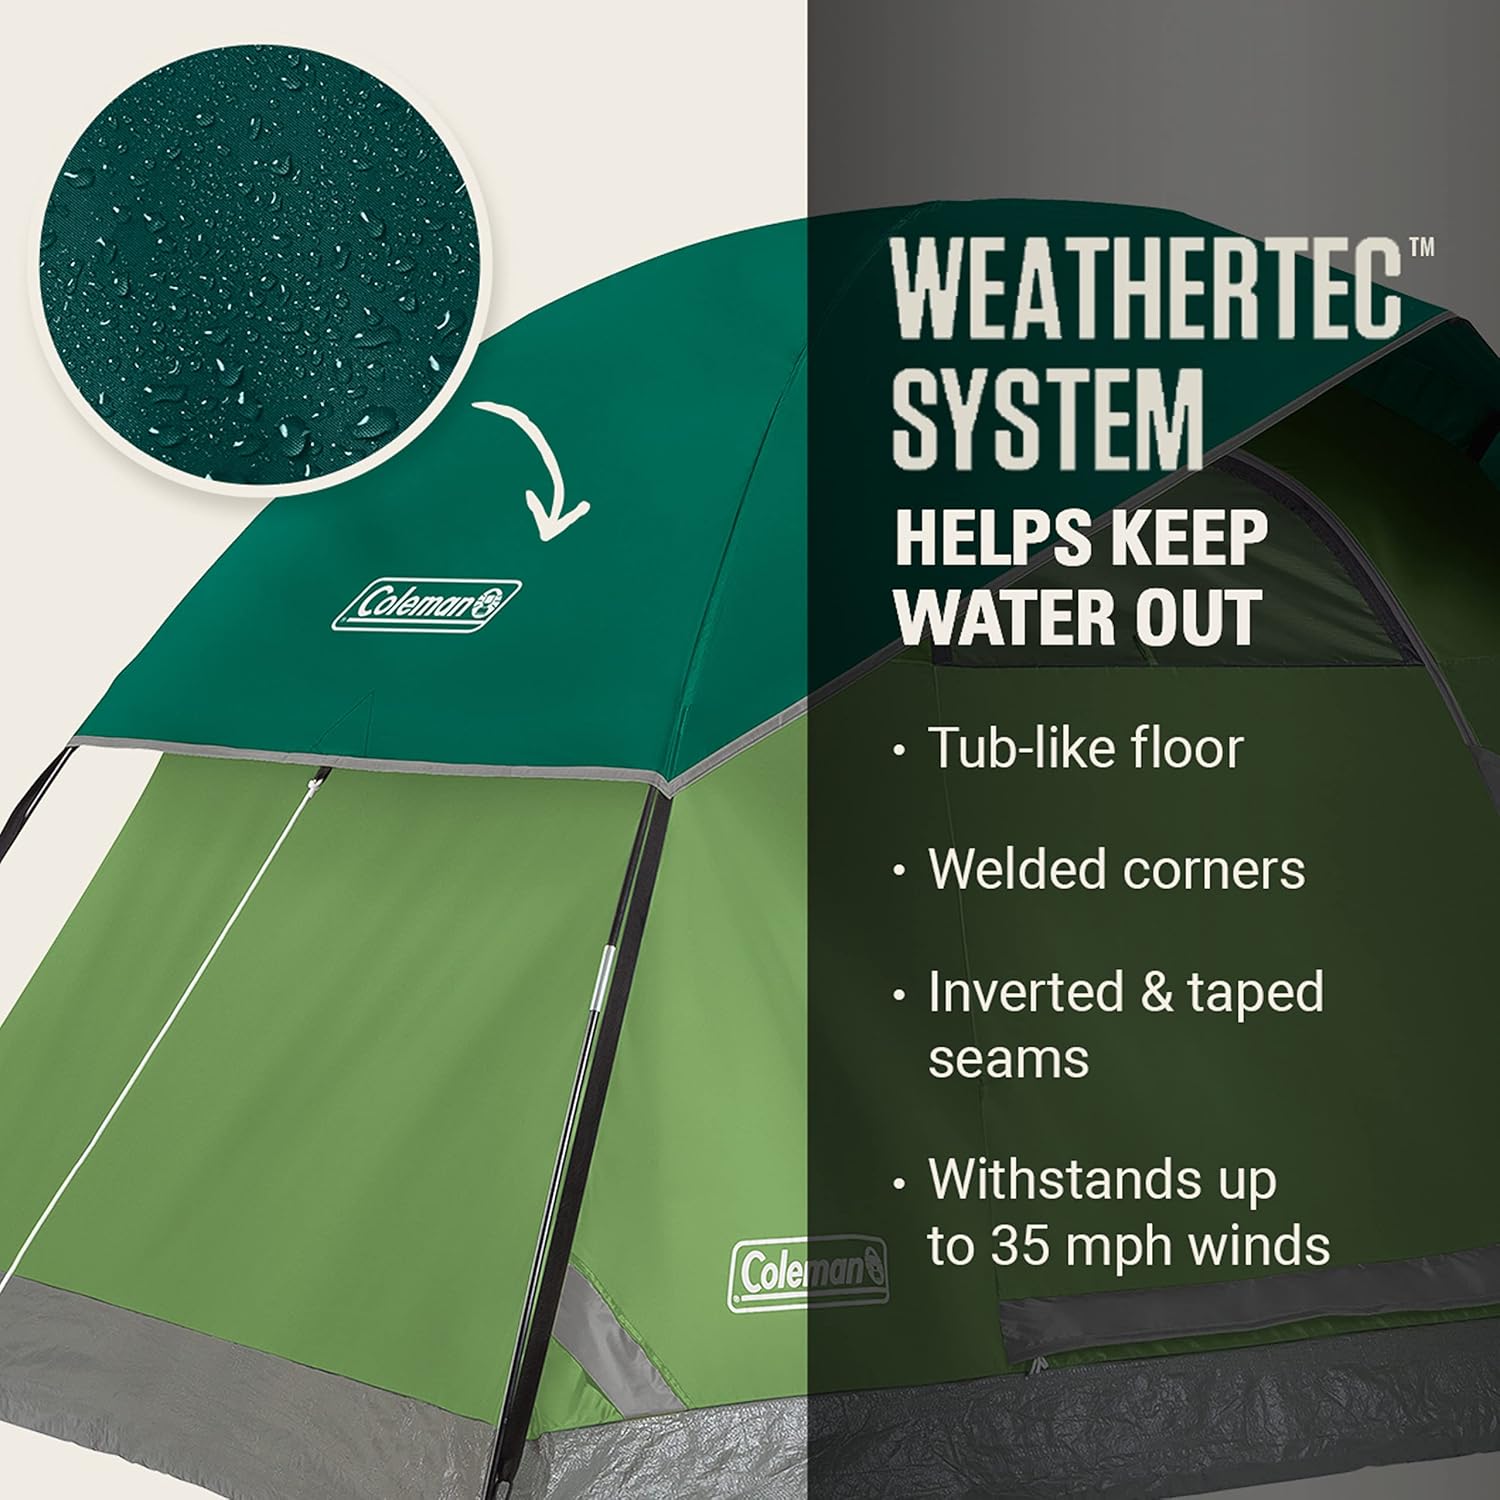 WEATHERTEC™
SYSTEM
HELPS KEEP
WATER OUT
• Tub-like floor
• Welded corners
• Inverted & taped
seams
• Withstands up
to 35 mph winds
Coleman
Coleman